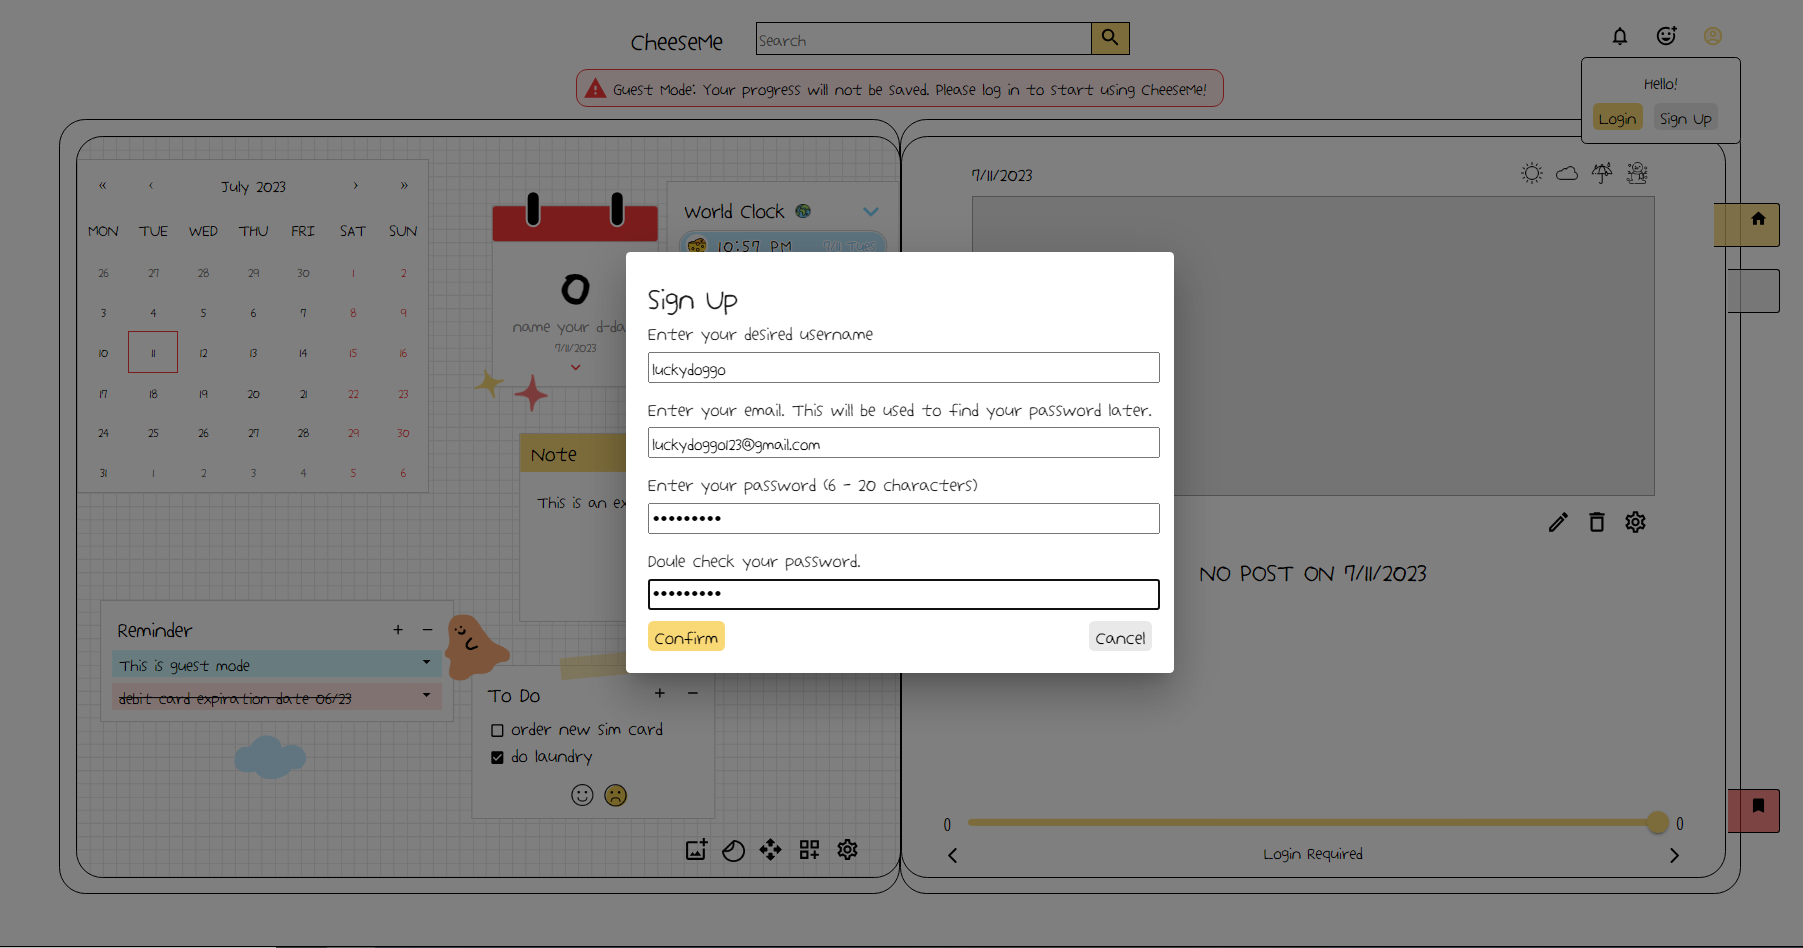 CheeseMe
Search
Guest Mode: Your progress will not be saved. Please log in to start using CheeseMe!
Hello!
Login Sign Up
« ‹ July 2023 › »
MON TUE WED THU FRI SAT SUN
26 27 28 29 30 1 2
3 4 5 6 7 8 9
10 11 12 13 14 15 16
17 18 19 20 21 22 23
24 25 26 27 28 29 30
31 1 2 3 4 5 6
0
name your d-da
7/11/2023
World Clock
10:57 PM 7/11 Tues
Note
This is an ex
Reminder + -
This is guest mode
debit card expiration date 06/23
To Do + -
order new sim card
do laundry
Sign Up
Enter your desired username
luckydoggo
Enter your email. This will be used to find your password later.
luckydoggo123@gmail.com
Enter your password (6 - 20 characters)
•••••••••
Doule check your password.
•••••••••
Confirm Cancel
7/11/2023
NO POST ON 7/11/2023
0 0
Login Required